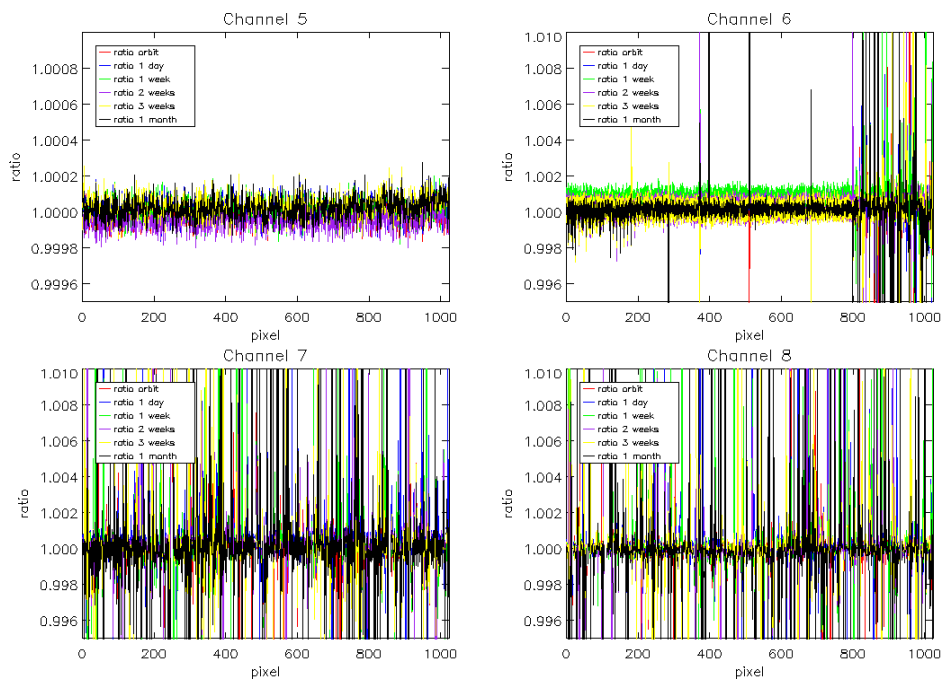 Channel 5
ratio
1.0008
1.0006
1.0004
1.0002
1.0000
0.9998
0.9996
ratio orbit
ratio 1 day
ratio 1 week
ratio 2 weeks
ratio 3 weeks
ratio 1 month
0 200 400 600 800 1000
pixel
Channel 6
ratio
1.010
1.008
1.006
1.004
1.002
1.000
0.998
0.996
ratio orbit
ratio 1 day
ratio 1 week
ratio 2 weeks
ratio 3 weeks
ratio 1 month
0 200 400 600 800 1000
pixel
Channel 7
ratio
1.010
1.008
1.006
1.004
1.002
1.000
0.998
0.996
ratio orbit
ratio 1 day
ratio 1 week
ratio 2 weeks
ratio 3 weeks
ratio 1 month
0 200 400 600 800 1000
pixel
Channel 8
ratio
1.010
1.008
1.006
1.004
1.002
1.000
0.998
0.996
ratio orbit
ratio 1 day
ratio 1 week
ratio 2 weeks
ratio 3 weeks
ratio 1 month
0 200 400 600 800 1000
pixel